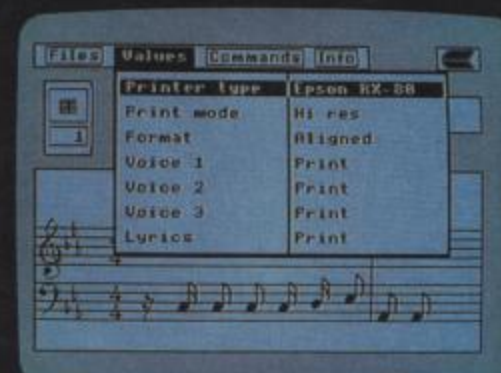 Files Values Commands Info
Printer type Epson RX-80
Print mode Hi res
Format Aligned
1
Voice 1 Print
Voice 2 Print
Voice 3 Print
Lyrics Print